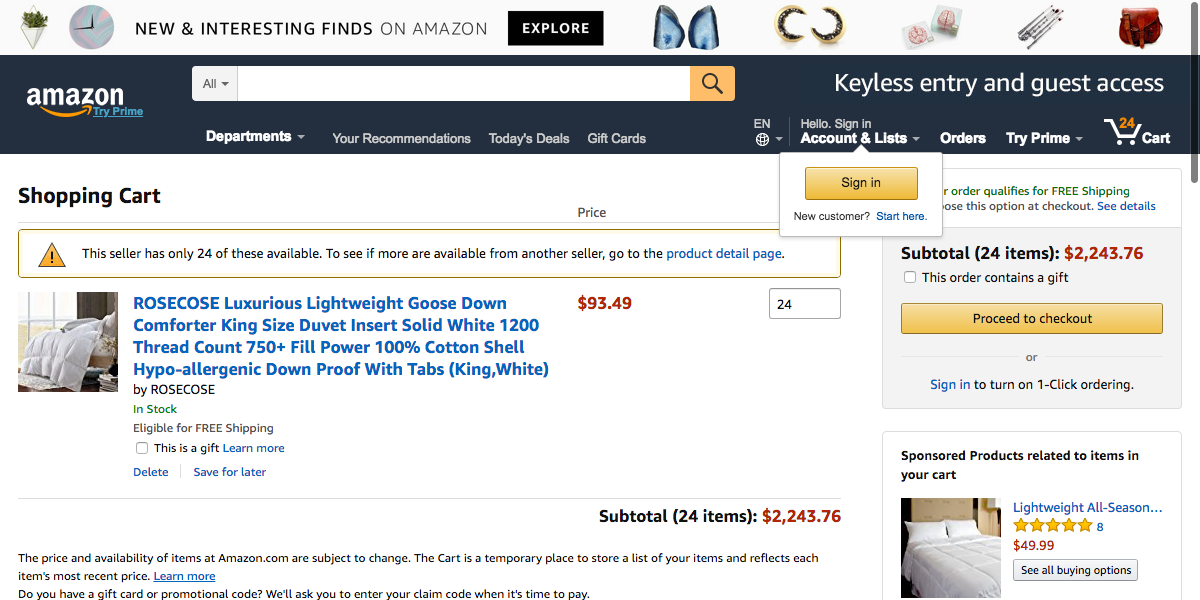 NEW & INTERESTING FINDS ON AMAZON EXPLORE
All
Keyless entry and guest access
amazon
Try Prime
Departments
Your Recommendations
Today's Deals
Gift Cards
EN
Hello. Sign in
Account & Lists
Orders
Try Prime
24
Cart
Sign in
New customer? Start here.
Shopping Cart
Price
This seller has only 24 of these available. To see if more are available from another seller, go to the product detail page.
ROSECOSE Luxurious Lightweight Goose Down
Comforter King Size Duvet Insert Solid White 1200
Thread Count 750+ Fill Power 100% Cotton Shell
Hypo-allergenic Down Proof With Tabs (King,White)
$93.49
24
by ROSECOSE
In Stock
Eligible for FREE Shipping
This is a gift Learn more
Delete
Save for later
Subtotal (24 items): $2,243.76
The price and availability of items at Amazon.com are subject to change. The Cart is a temporary place to store a list of your items and reflects each
item's most recent price. Learn more
Do you have a gift card or promotional code? We'll ask you to enter your claim code when it's time to pay.
r order qualifies for FREE Shipping
ose this option at checkout. See details
Subtotal (24 items): $2,243.76
This order contains a gift
Proceed to checkout
or
Sign in to turn on 1-Click ordering.
Sponsored Products related to items in
your cart
Lightweight All-Season...
8
$49.99
See all buying options